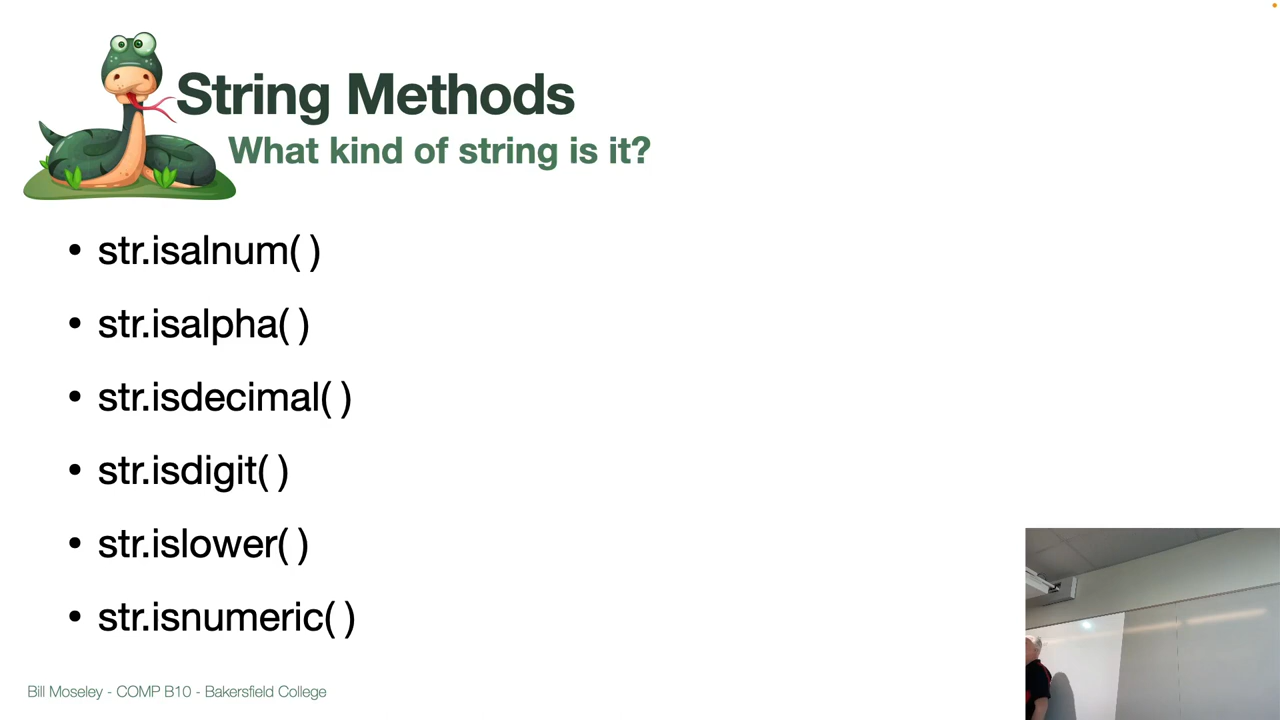 String Methods
What kind of string is it?
• str.isalnum( )
• str.isalpha( )
• str.isdecimal( )
• str.isdigit( )
• str.islower( )
• str.isnumeric( )
Bill Moseley - COMP B10 - Bakersfield College